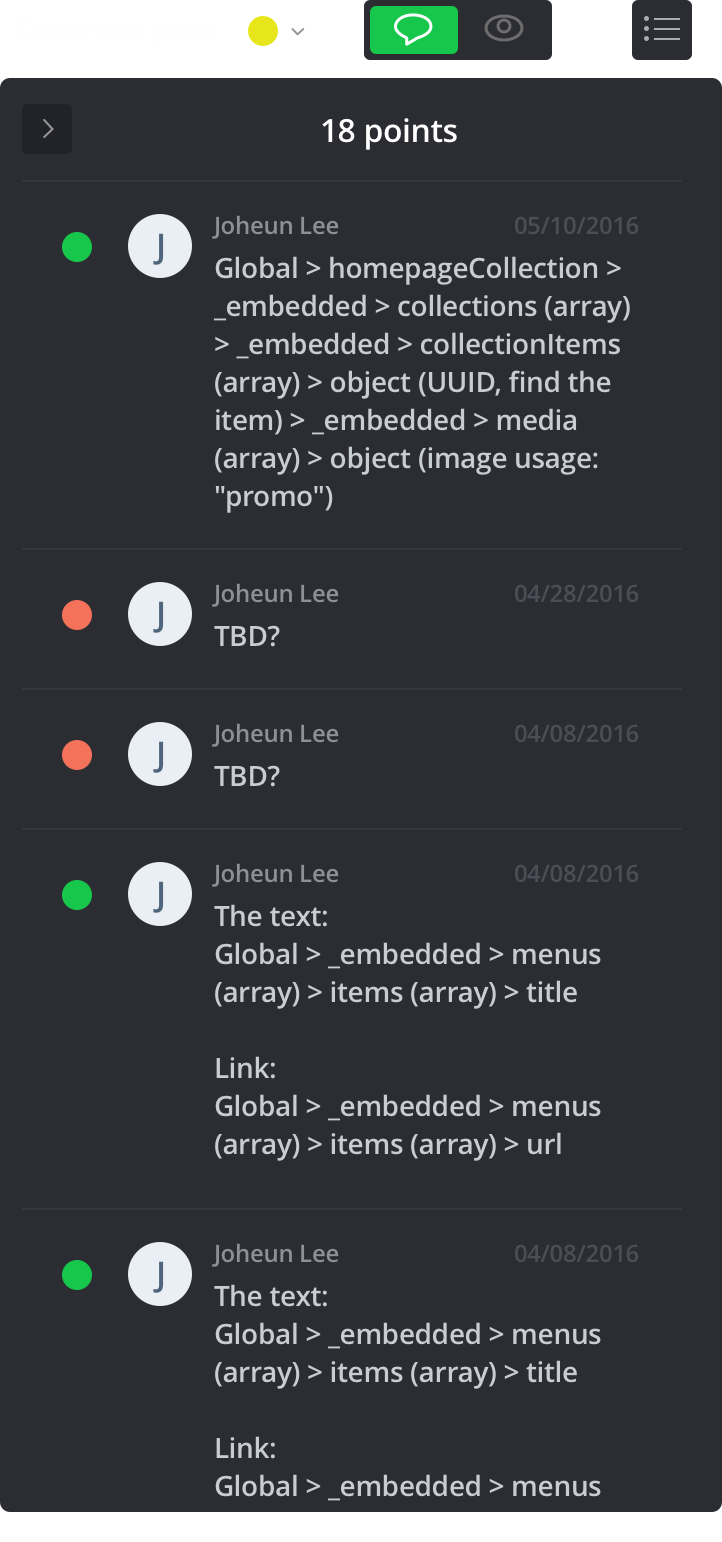 18 points
Joheun Lee 05/10/2016
Global > homepageCollection >
_embedded > collections (array)
> _embedded > collectionItems
(array) > object (UUID, find the
item) > _embedded > media
(array) > object (image usage:
"promo")
J
Joheun Lee 04/28/2016
TBD?
J
Joheun Lee 04/08/2016
TBD?
J
Joheun Lee 04/08/2016
The text:
Global > _embedded > menus
(array) > items (array) > title
Link:
Global > _embedded > menus
(array) > items (array) > url
J
Joheun Lee 04/08/2016
The text:
Global > _embedded > menus
(array) > items (array) > title
Link:
Global > _embedded > menus
J